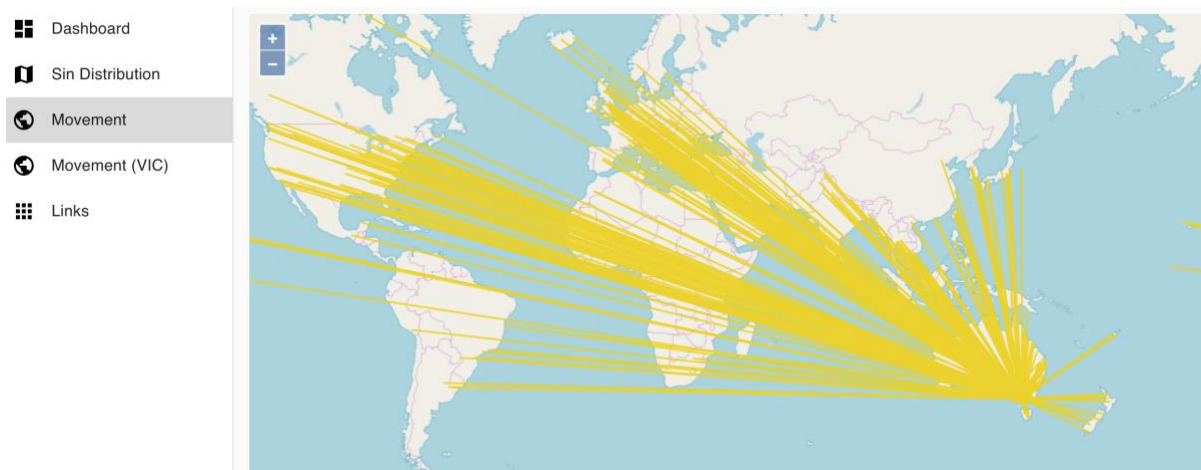 Dashboard
Sin Distribution
Movement
Movement (VIC)
Links
+
−